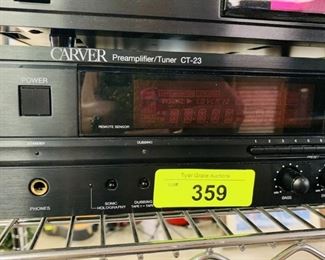 CARVER Preamplifier/Tuner CT-23
POWER
REMOTE SENSOR
STANDBY
DUBBING
PHONES
SONIC HOLOGRAPHY
DUBBING
TAPE 1 - TAPE
Tyler Grace Auctions
359
BASS